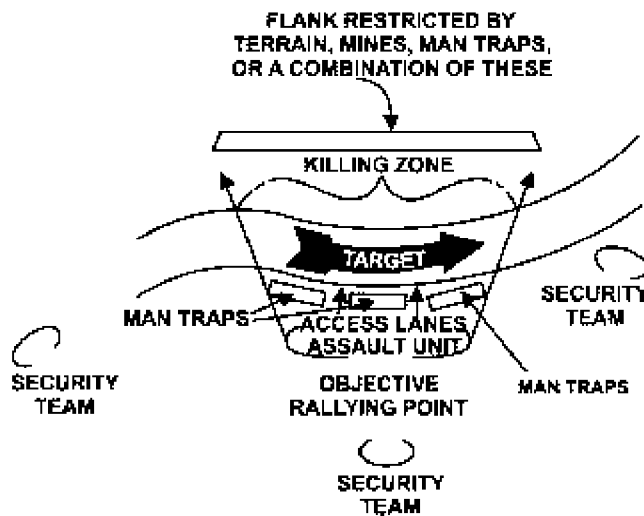 FLANK RESTRICTED BY
TERRAIN, MINES, MAN TRAPS,
OR A COMBINATION OF THESE
KILLING ZONE
TARGET
MAN TRAPS
ACCESS LANES
ASSAULT UNIT
SECURITY
TEAM
SECURITY
TEAM
OBJECTIVE
RALLYING POINT
MAN TRAPS
SECURITY
TEAM